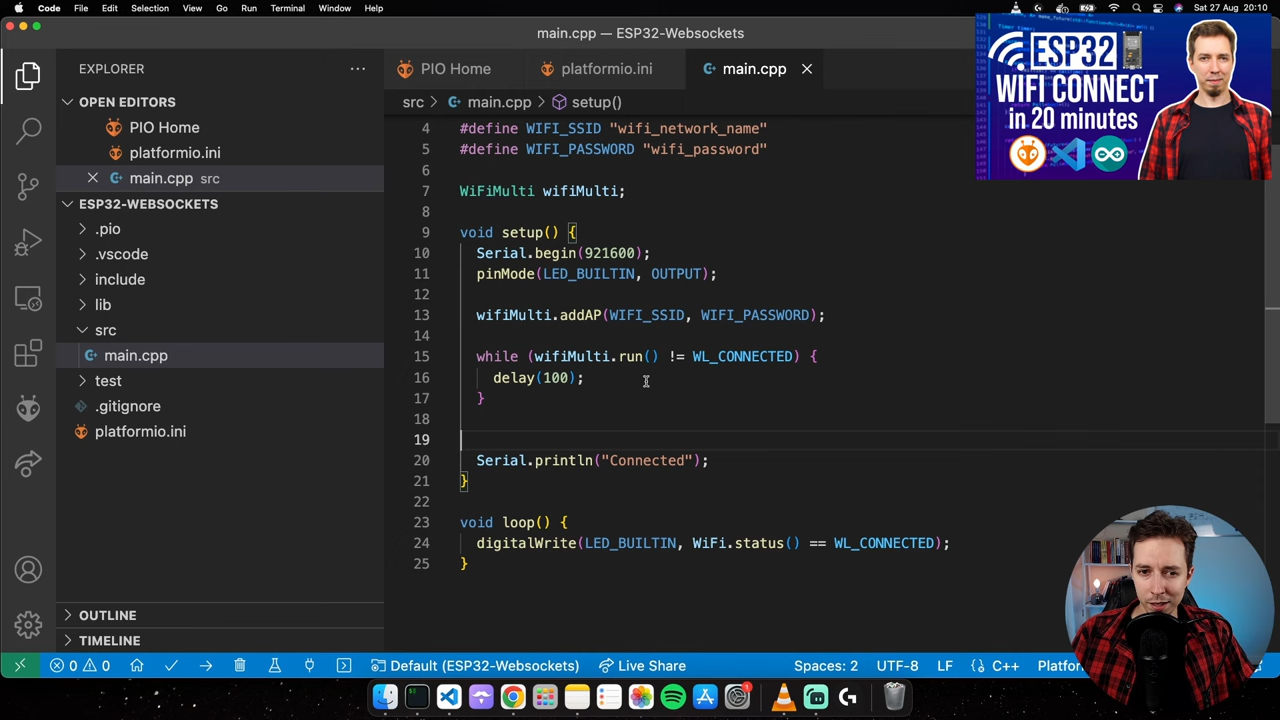 Code File Edit Selection View Go Run Terminal Window Help
Sat 27 Aug 20:10
main.cpp — ESP32-Websockets
EXPLORER
OPEN EDITORS
PIO Home
platformio.ini
main.cpp src
ESP32-WEBSOCKETS
.pio
.vscode
include
lib
src
main.cpp
test
.gitignore
platformio.ini
OUTLINE
TIMELINE
PIO Home platformio.ini main.cpp
src > main.cpp > setup()
4 #define WIFI_SSID "wifi_network_name"
5 #define WIFI_PASSWORD "wifi_password"
6
7 WiFiMulti wifiMulti;
8
9 void setup() {
10 Serial.begin(921600);
11 pinMode(LED_BUILTIN, OUTPUT);
12
13 wifiMulti.addAP(WIFI_SSID, WIFI_PASSWORD);
14
15 while (wifiMulti.run() != WL_CONNECTED) {
16 delay(100);
17 }
18
19
20 Serial.println("Connected");
21 }
22
23 void loop() {
24 digitalWrite(LED_BUILTIN, WiFi.status() == WL_CONNECTED);
25 }
ESP32
WIFI CONNECT
in 20 minutes
0 0 Default (ESP32-Websockets) Live Share Spaces: 2 UTF-8 LF {} C++